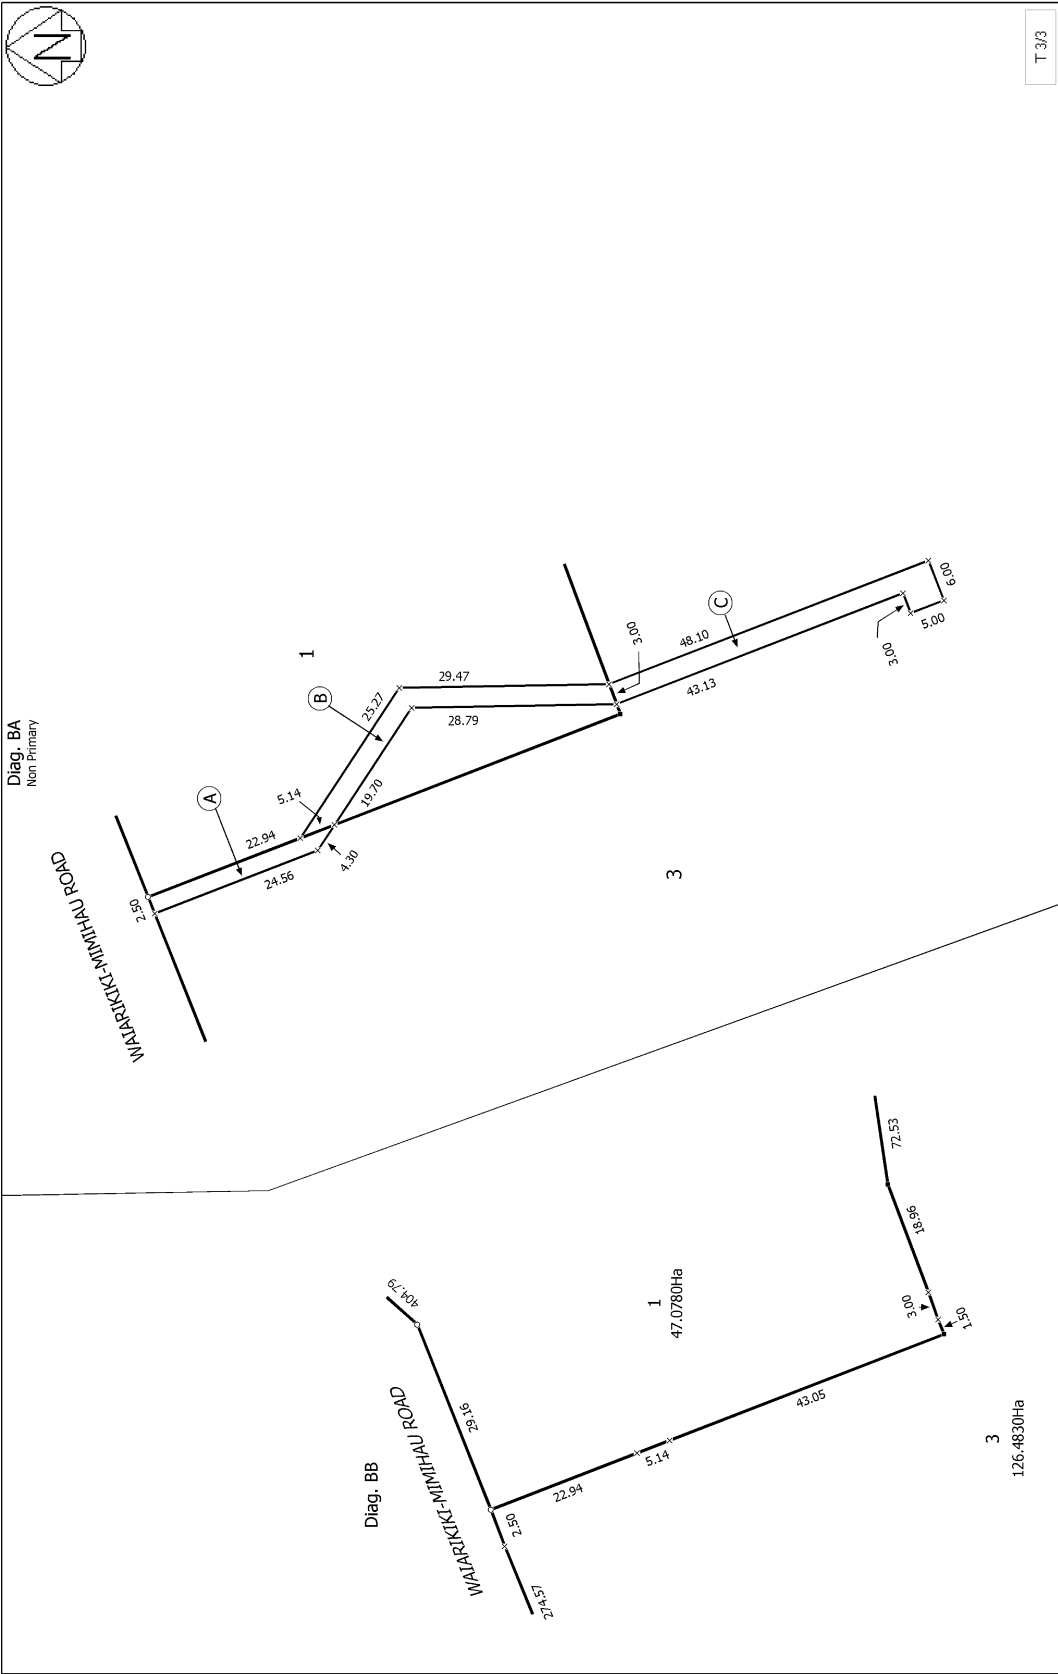 N
T 3/3
Diag. BA
Non Primary
WAIARIKIKI-MIMIHAU ROAD
2.50
22.94
A
24.56
5.14
4.30
25.27
B
19.70
1
29.47
28.79
3.00
48.10
C
43.13
3.00
5.00
6.00
3
Diag. BB
WAIARIKIKI-MIMIHAU ROAD
404.79
29.16
274.57
2.50
22.94
5.14
43.05
1
47.0780Ha
72.53
18.96
3.00
1.50
3
126.4830Ha